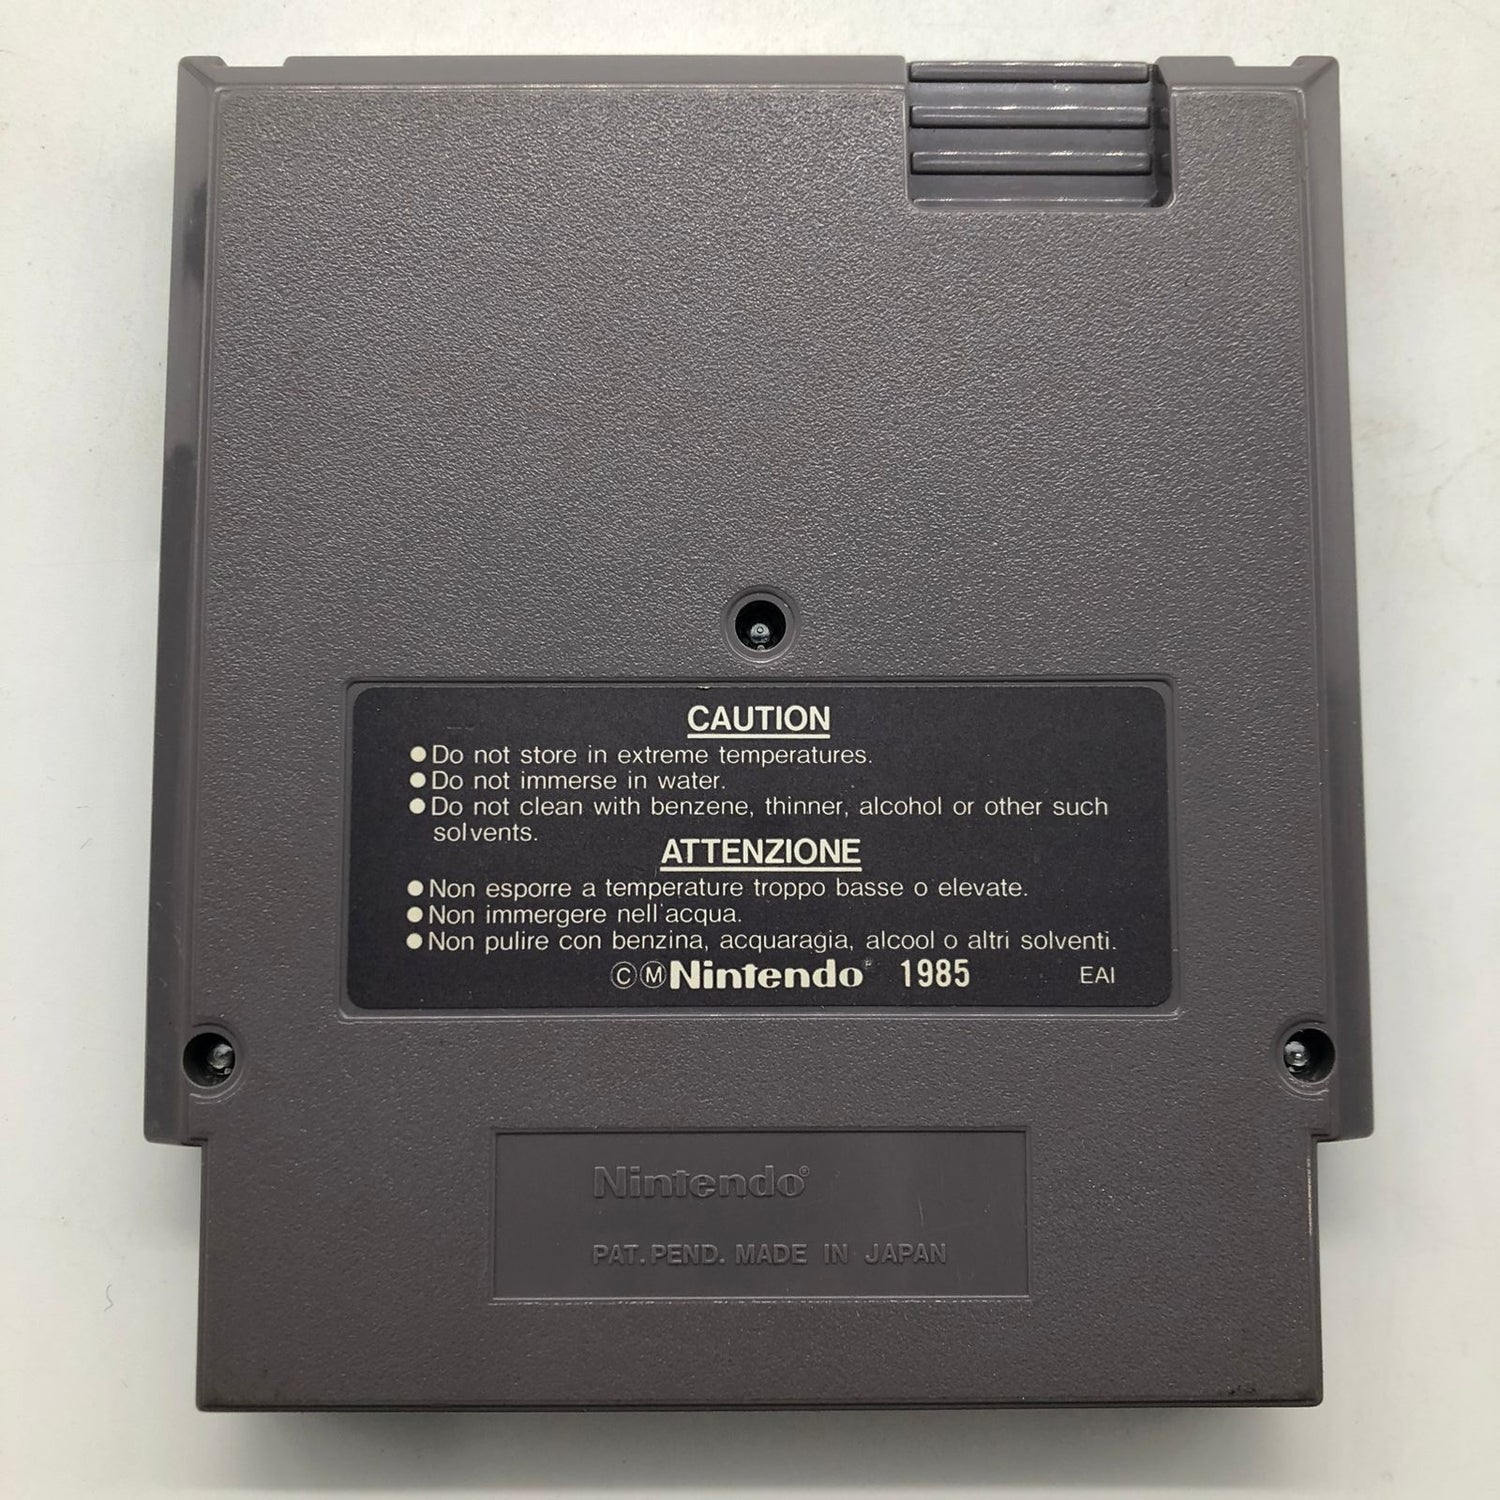 CAUTION
●Do not store in extreme temperatures.
●Do not immerse in water.
●Do not clean with benzene, thinner, alcohol or other such
solvents.
ATTENZIONE
●Non esporre a temperature troppo basse o elevate.
●Non immergere nell'acqua.
●Non pulire con benzina, acquaragia, alcool o altri solventi.
ⒸⓂNintendo® 1985 EAI
Nintendo®
PAT. PEND. MADE IN JAPAN